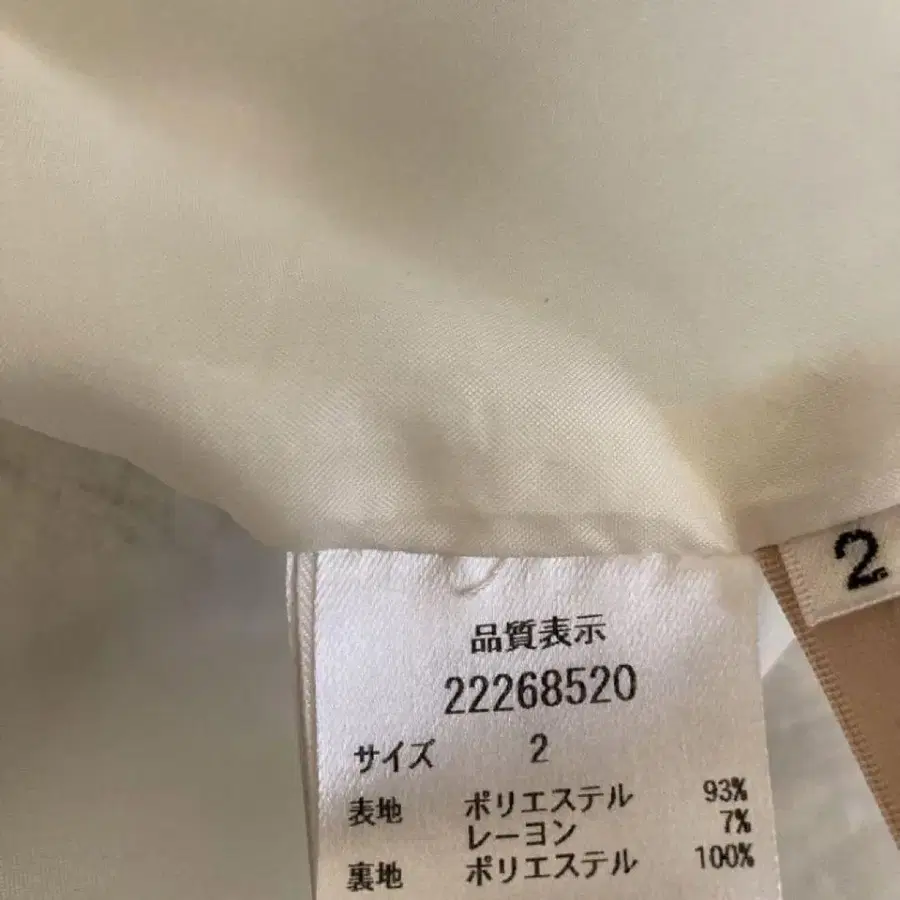 2
品質表示
22268520
サイズ 2
表地 ポリエステル 93%
レーヨン 7%
裏地 ポリエステル 100%